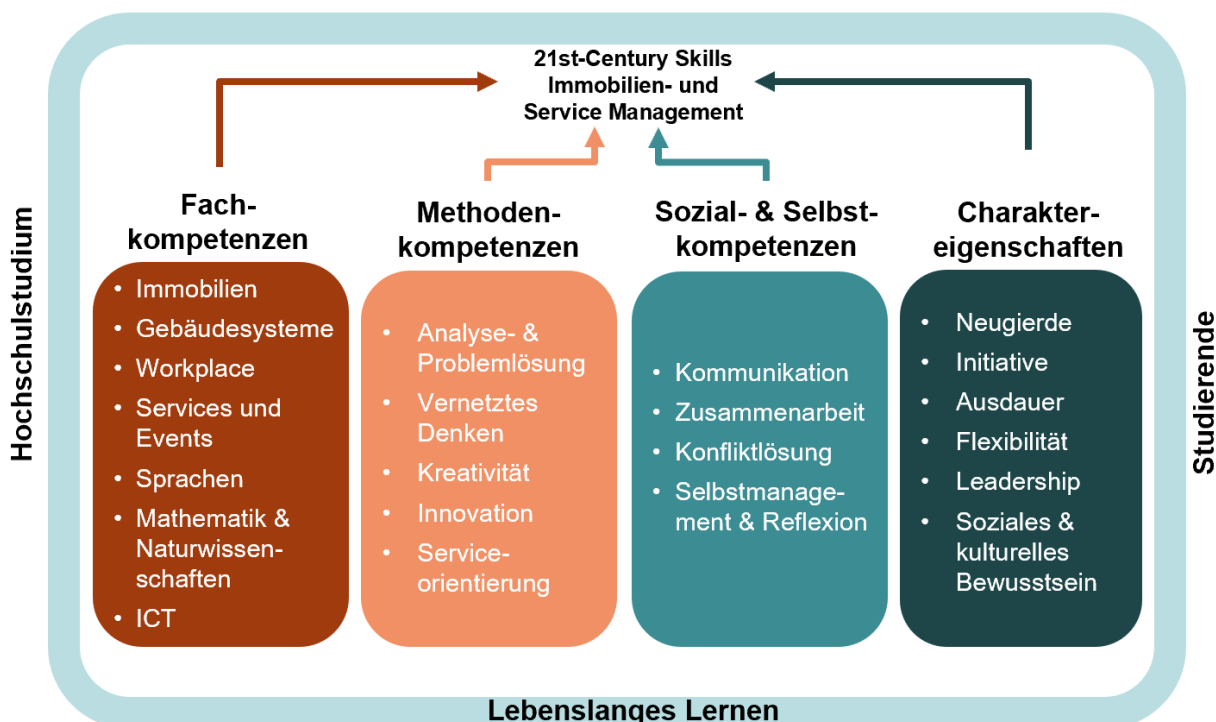 21st-Century Skills
Immobilien- und
Service Management
Hochschulstudium
Fach-
kompetenzen
• Immobilien
• Gebäudesysteme
• Workplace
• Services und
Events
• Sprachen
• Mathematik &
Naturwissen-
schaften
• ICT
Methoden-
kompetenzen
• Analyse- &
Problemlösung
• Vernetztes
Denken
• Kreativität
• Innovation
• Service-
orientierung
Sozial- & Selbst-
kompetenzen
• Kommunikation
• Zusammenarbeit
• Konfliktlösung
• Selbstmanage-
ment & Reflexion
Charakter-
eigenschaften
• Neugierde
• Initiative
• Ausdauer
• Flexibilität
• Leadership
• Soziales &
kulturelles
Bewusstsein
Studierende
Lebenslanges Lernen